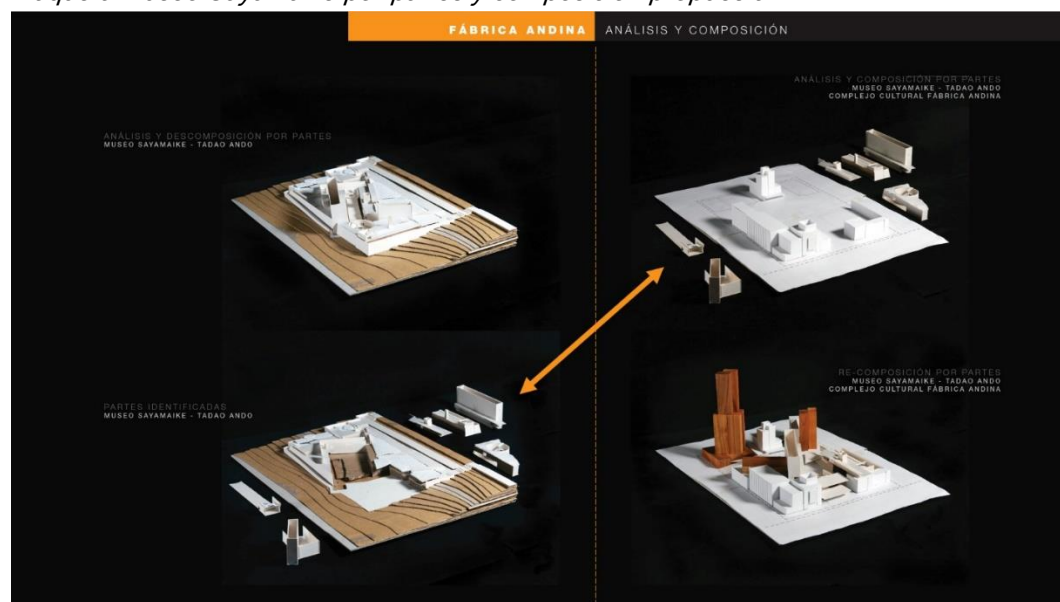 FÁBRICA ANDINA
ANÁLISIS Y COMPOSICIÓN
ANÁLISIS Y DESCOMPOSICIÓN POR PARTES
MUSEO SAYAMAIKE - TADAO ANDO
ANÁLISIS Y COMPOSICIÓN POR PARTES
MUSEO SAYAMAIKE - TADAO ANDO
COMPLEJO CULTURAL FÁBRICA ANDINA
PARTES IDENTIFICADAS
MUSEO SAYAMAIKE - TADAO ANDO
RE-COMPOSICIÓN POR PARTES
MUSEO SAYAMAIKE - TADAO ANDO
COMPLEJO CULTURAL FÁBRICA ANDINA